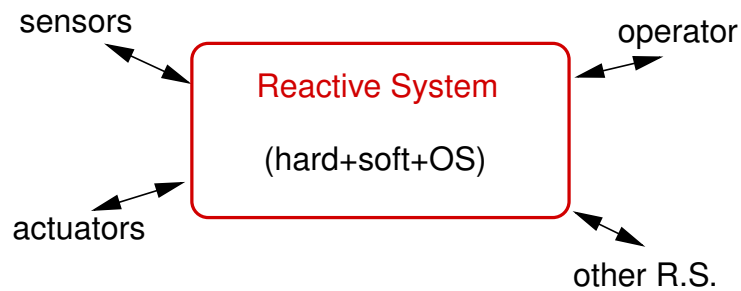 sensors
operator
Reactive System
(hard+soft+OS)
actuators
other R.S.